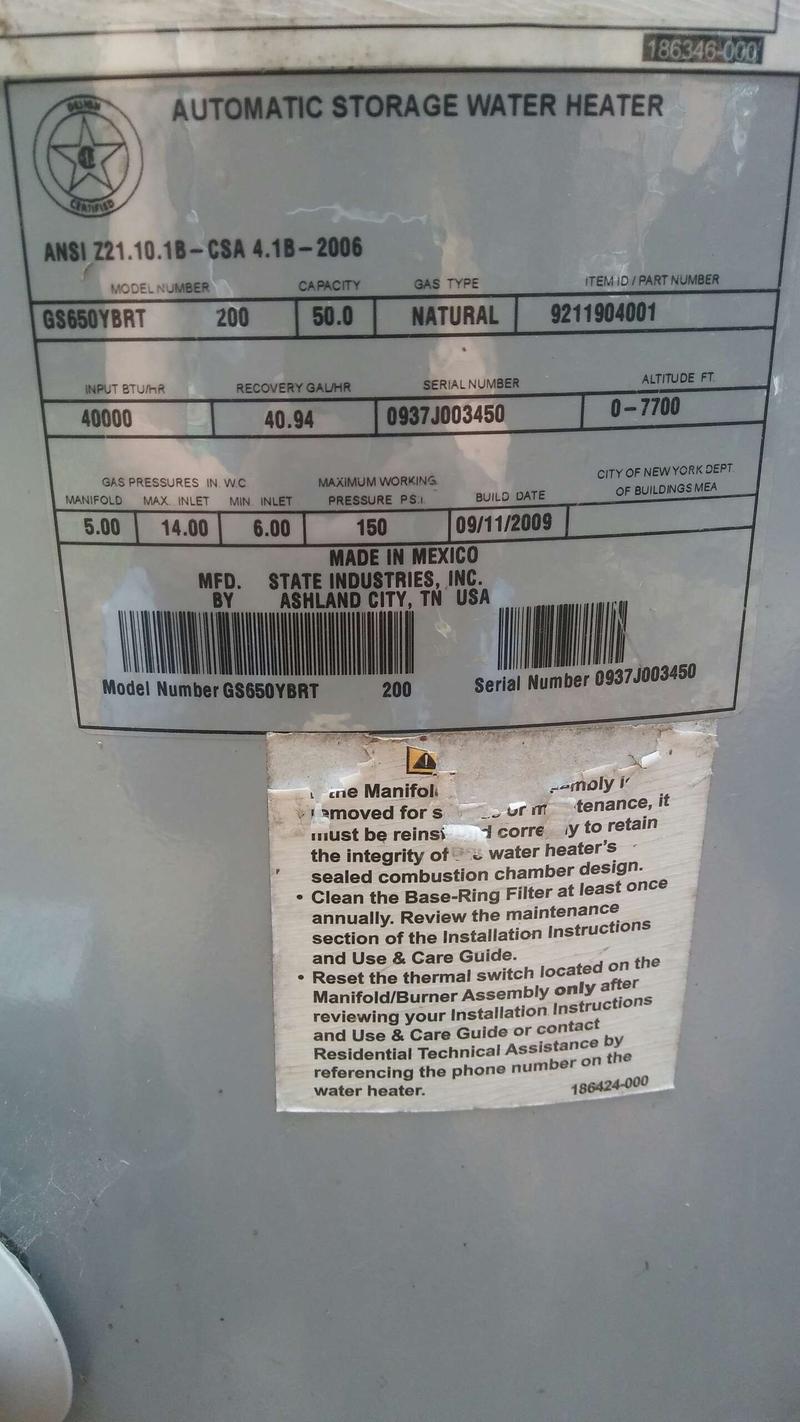 186346-000
DESIGN
CERTIFIED
AUTOMATIC STORAGE WATER HEATER
ANSI Z21.10.1B-CSA 4.1B-2006
MODEL NUMBER CAPACITY GAS TYPE ITEM ID / PART NUMBER
GS650YBRT 200 50.0 NATURAL 9211904001
INPUT BTU/HR RECOVERY GAL/HR SERIAL NUMBER ALTITUDE FT.
40000 40.94 0937J003450 0-7700
GAS PRESSURES IN. W.C. MAXIMUM WORKING CITY OF NEW YORK DEPT.
MANIFOLD MAX. INLET MIN. INLET PRESSURE P.S.I. BUILD DATE OF BUILDINGS MEA
5.00 14.00 6.00 150 09/11/2009
MADE IN MEXICO
MFD. STATE INDUSTRIES, INC.
BY ASHLAND CITY, TN USA
Model Number GS650YBRT 200 Serial Number 0937J003450
the Manifol
emoved for s or m tenance, it
must be reins d corre ly to retain
the integrity of water heater's
sealed combustion chamber design.
• Clean the Base-Ring Filter at least once
annually. Review the maintenance
section of the Installation Instructions
and Use & Care Guide.
• Reset the thermal switch located on the
Manifold/Burner Assembly only after
reviewing your Installation Instructions
and Use & Care Guide or contact
Residential Technical Assistance by
referencing the phone number on the
water heater. 186424-000